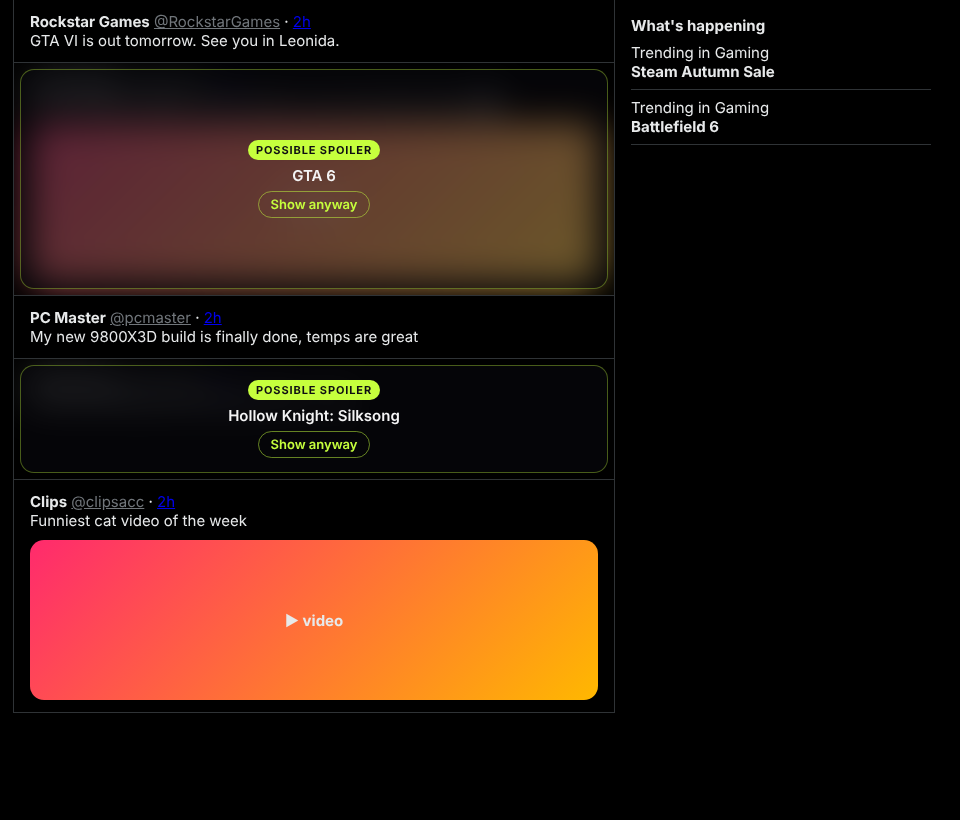 Rockstar Games @RockstarGames · 2h
GTA VI is out tomorrow. See you in Leonida.
POSSIBLE SPOILER
GTA 6
Show anyway
PC Master @pcmaster · 2h
My new 9800X3D build is finally done, temps are great
POSSIBLE SPOILER
Hollow Knight: Silksong
Show anyway
Clips @clipsacc · 2h
Funniest cat video of the week
▶ video
What's happening
Trending in Gaming
Steam Autumn Sale
Trending in Gaming
Battlefield 6